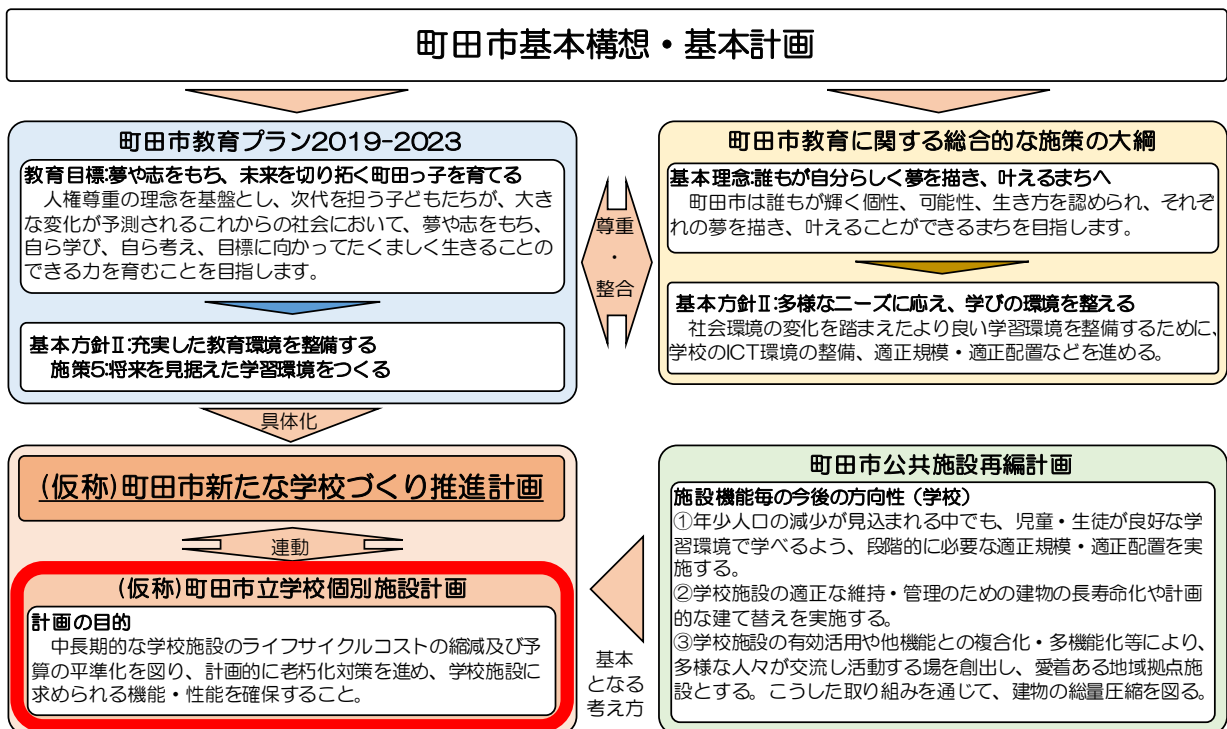 町田市基本構想・基本計画
町田市教育プラン2019-2023
教育目標:夢や志をもち、未来を切り拓く町田っ子を育てる
人権尊重の理念を基盤とし、次代を担う子どもたちが、大き
な変化が予測されるこれからの社会において、夢や志をもち、
自ら学び、自ら考え、目標に向かってたくましく生きることの
できる力を育むことを目指します。
基本方針Ⅱ:充実した教育環境を整備する
施策5:将来を見据えた学習環境をつくる
尊重
・
整合
町田市教育に関する総合的な施策の大綱
基本理念:誰もが自分らしく夢を描き、叶えるまちへ
町田市は誰もが輝く個性、可能性、生き方を認められ、それぞ
れの夢を描き、叶えることができるまちを目指します。
基本方針Ⅱ:多様なニーズに応え、学びの環境を整える
社会環境の変化を踏まえたより良い学習環境を整備するために、
学校のICT環境の整備、適正規模・適正配置などを進める。
具体化
(仮称)町田市新たな学校づくり推進計画
連動
(仮称)町田市立学校個別施設計画
計画の目的
中長期的な学校施設のライフサイクルコストの縮減及び予
算の平準化を図り、計画的に老朽化対策を進め、学校施設に
求められる機能・性能を確保すること。
基本
となる
考え方
町田市公共施設再編計画
施設機能毎の今後の方向性（学校）
①年少人口の減少が見込まれる中でも、児童・生徒が良好な学
習環境で学べるよう、段階的に必要な適正規模・適正配置を実
施する。
②学校施設の適正な維持・管理のための建物の長寿命化や計画
的な建て替えを実施する。
③学校施設の有効活用や他機能との複合化・多機能化等により、
多様な人々が交流し活動する場を創出し、愛着ある地域拠点施
設とする。こうした取り組みを通じて、建物の総量圧縮を図る。